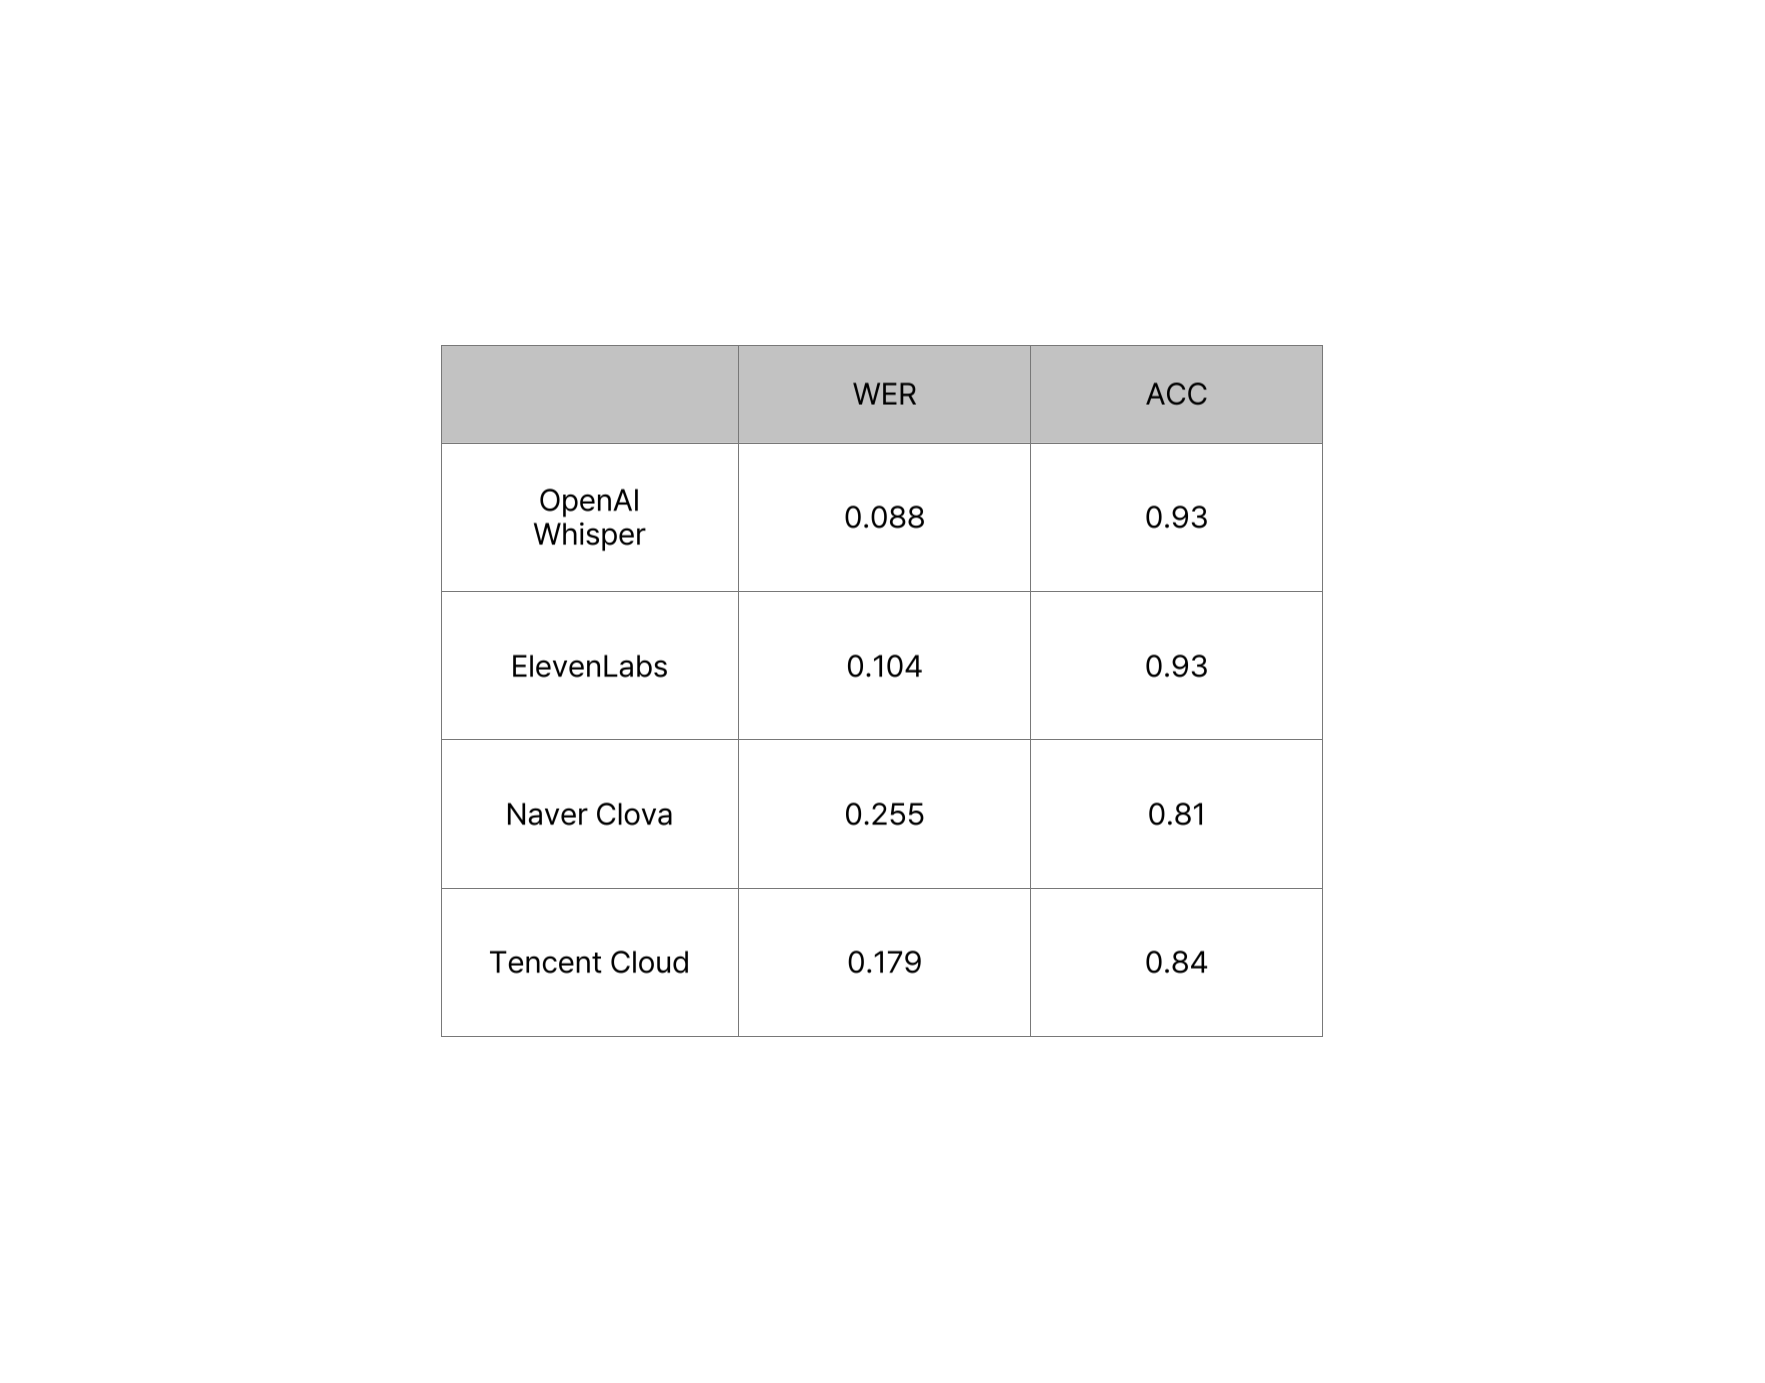 WER ACC
OpenAI
Whisper
0.088 0.93
ElevenLabs 0.104 0.93
Naver Clova 0.255 0.81
Tencent Cloud 0.179 0.84